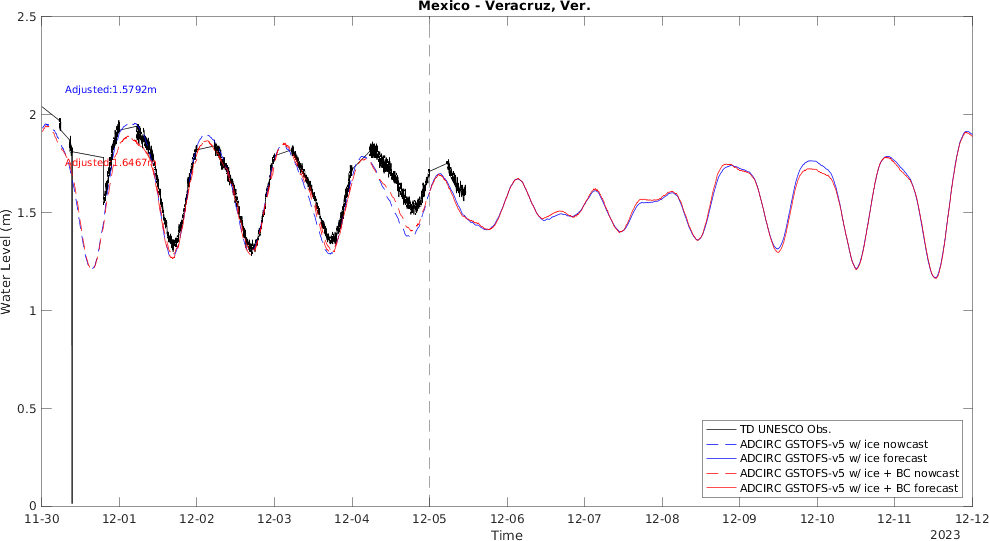 Mexico - Veracruz, Ver.
2.5
2
1.5
1
0.5
0
Water Level (m)
Adjusted:1.5792m
Adjusted:1.6467m
TD UNESCO Obs.
ADCIRC GSTOFS-v5 w/ ice nowcast
ADCIRC GSTOFS-v5 w/ ice forecast
ADCIRC GSTOFS-v5 w/ ice + BC nowcast
ADCIRC GSTOFS-v5 w/ ice + BC forecast
11-30 12-01 12-02 12-03 12-04 12-05 12-06 12-07 12-08 12-09 12-10 12-11 12-12
Time
2023